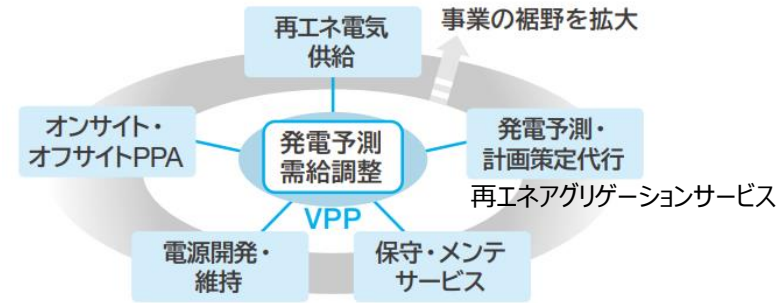 再エネ電気
供給
事業の裾野を拡大
オンサイト・
オフサイトPPA
発電予測
需給調整
VPP
発電予測・
計画策定代行
再エネアグリゲーションサービス
電源開発・
維持
保守・メンテ
サービス